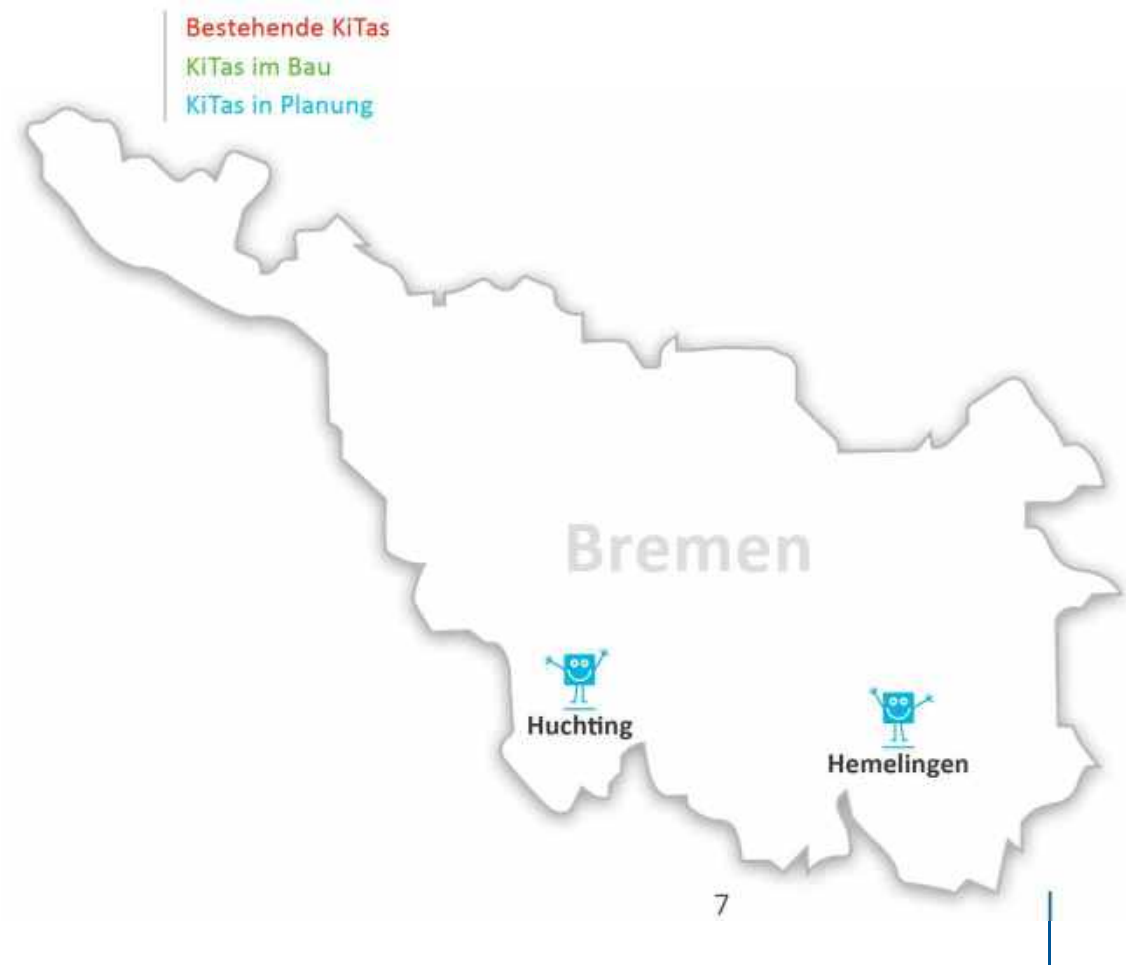 Bestehende KiTas
KiTas im Bau
KiTas in Planung
Bremen
Huchting
Hemelingen
7